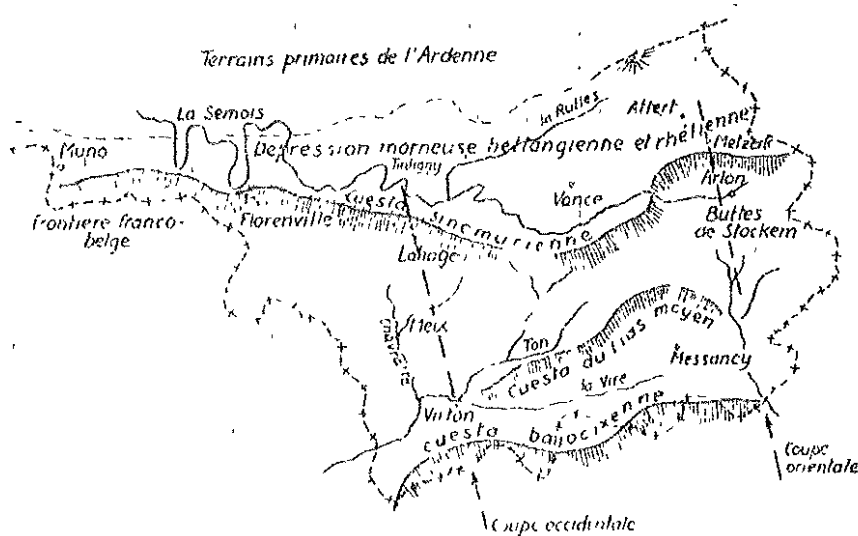 Terrains primaires de l'Ardenne
La Semois
la Rulles
Attert
Muno
Dépression marneuse hettangienne et rhétienne
Tintigny
Metzert
Arlon
Vance
Cuesta sinemurienne
Frontière franco-
belge
Florenville
Buttes
de Stockem
Lahage
Meix
Ton
Cuesta du lias moyen
Messancy
la Vire
Virton
cuesta bajocienne
Coupe
orientale
Coupe occidentale